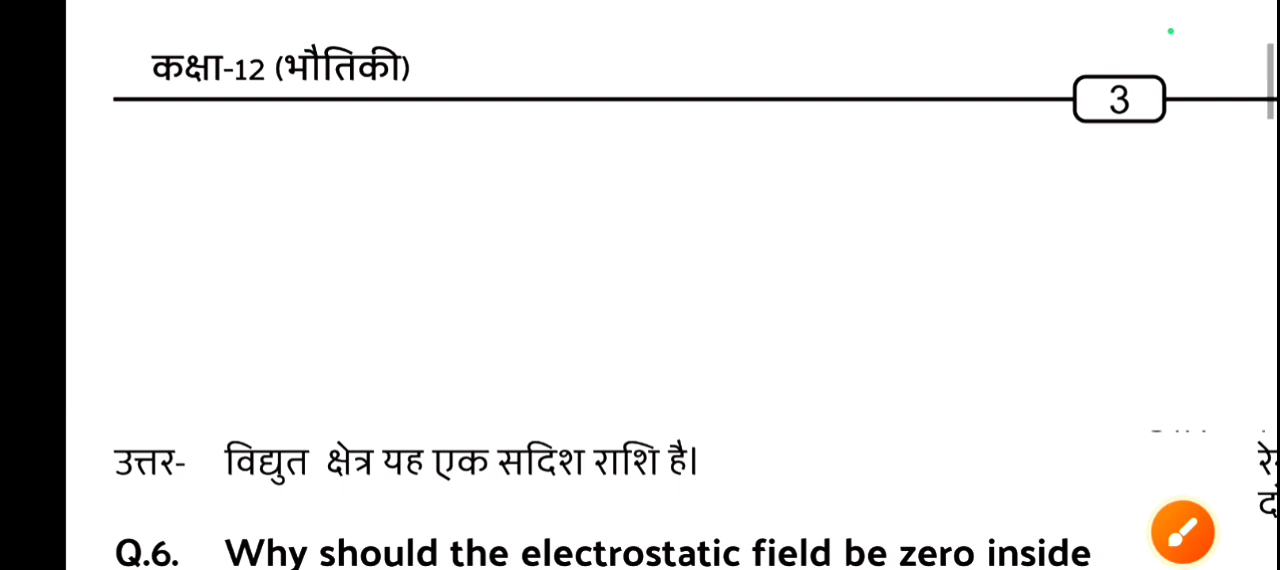 कक्षा-12 (भौतिकी)
3
उत्तर- विद्युत क्षेत्र यह एक सदिश राशि है।
Q.6. Why should the electrostatic field be zero inside